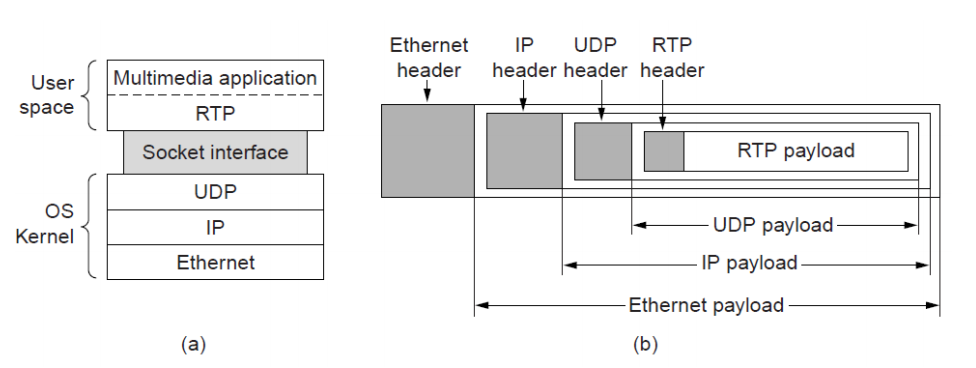 User
space
Multimedia application
RTP
Socket interface
OS
Kernel
UDP
IP
Ethernet
(a)
Ethernet
header
IP
header
UDP
header
RTP
header
RTP payload
UDP payload
IP payload
Ethernet payload
(b)